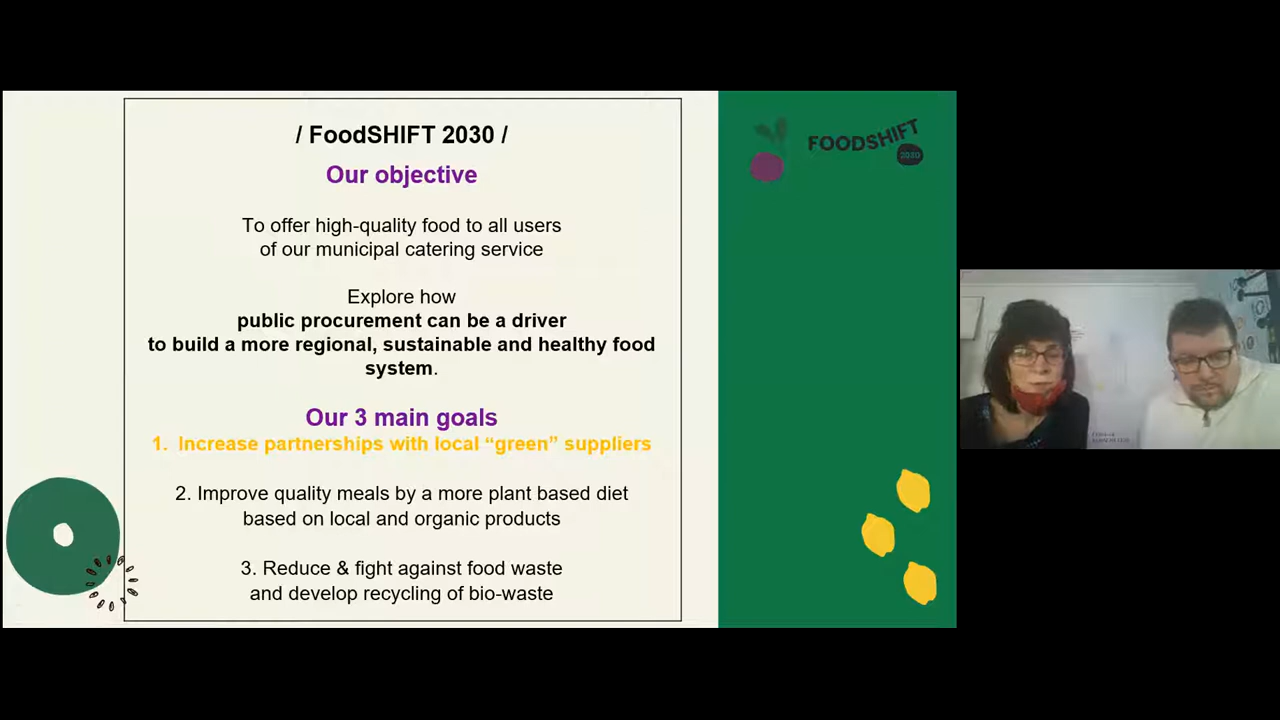 / FoodSHIFT 2030 /
Our objective
To offer high-quality food to all users
of our municipal catering service
Explore how
public procurement can be a driver
to build a more regional, sustainable and healthy food
system.
Our 3 main goals
1. Increase partnerships with local “green” suppliers
2. Improve quality meals by a more plant based diet
based on local and organic products
3. Reduce & fight against food waste
and develop recycling of bio-waste
FOODSHIFT
2030